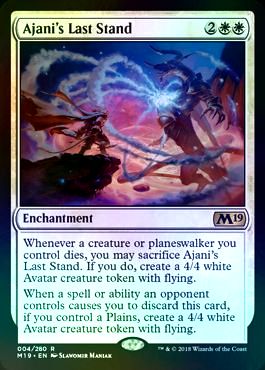 Ajani's Last Stand 2
Enchantment M19
Whenever a creature or planeswalker you
control dies, you may sacrifice Ajani's
Last Stand. If you do, create a 4/4 white
Avatar creature token with flying.
When a spell or ability an opponent
controls causes you to discard this card,
if you control a Plains, create a 4/4 white
Avatar creature token with flying.
004/280 R
M19 • EN Slawomir Maniak ™ & © 2018 Wizards of the Coast